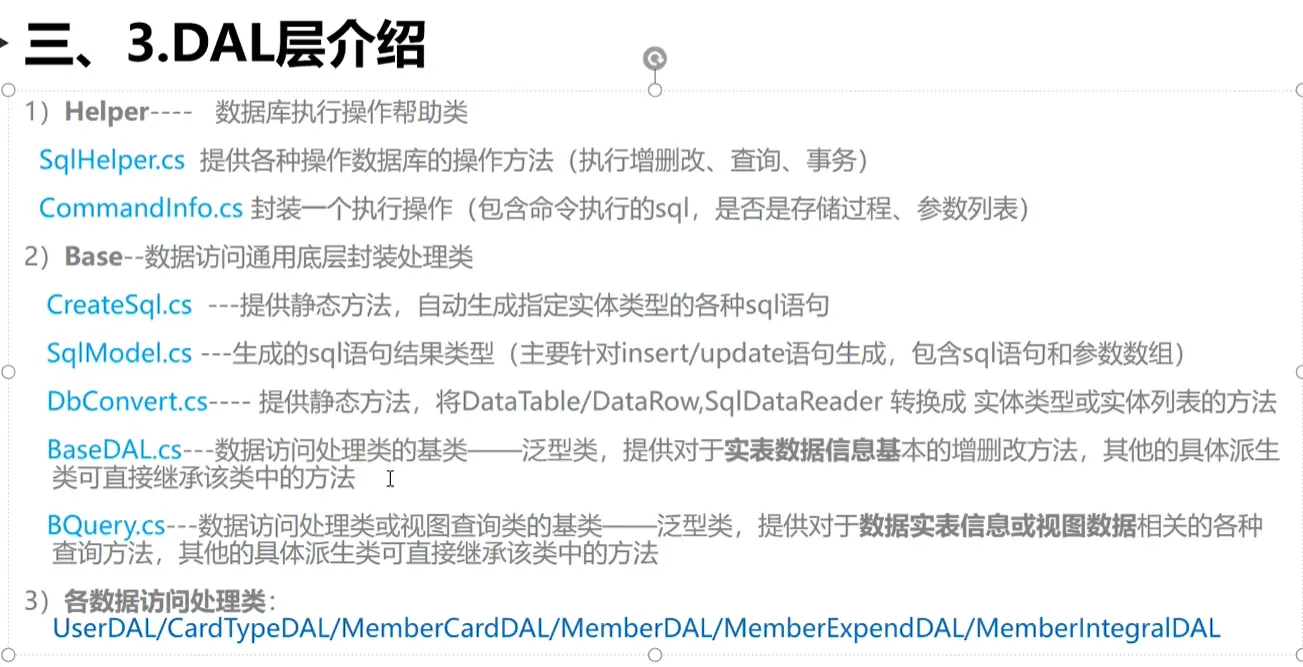 三、3.DAL层介绍
1）Helper---- 数据库执行操作帮助类
SqlHelper.cs 提供各种操作数据库的操作方法（执行增删改、查询、事务）
CommandInfo.cs 封装一个执行操作（包含命令执行的sql，是否是存储过程、参数列表）
2）Base--数据访问通用底层封装处理类
CreateSql.cs ---提供静态方法，自动生成指定实体类型的各种sql语句
SqlModel.cs ---生成的sql语句结果类型（主要针对insert/update语句生成，包含sql语句和参数数组）
DbConvert.cs---- 提供静态方法，将DataTable/DataRow,SqlDataReader 转换成 实体类型或实体列表的方法
BaseDAL.cs---数据访问处理类的基类——泛型类，提供对于实表数据信息基本的增删改方法，其他的具体派生
类可直接继承该类中的方法
BQuery.cs---数据访问处理类或视图查询类的基类——泛型类，提供对于数据实表信息或视图数据相关的各种
查询方法，其他的具体派生类可直接继承该类中的方法
3）各数据访问处理类：
UserDAL/CardTypeDAL/MemberCardDAL/MemberDAL/MemberExpendDAL/MemberIntegralDAL